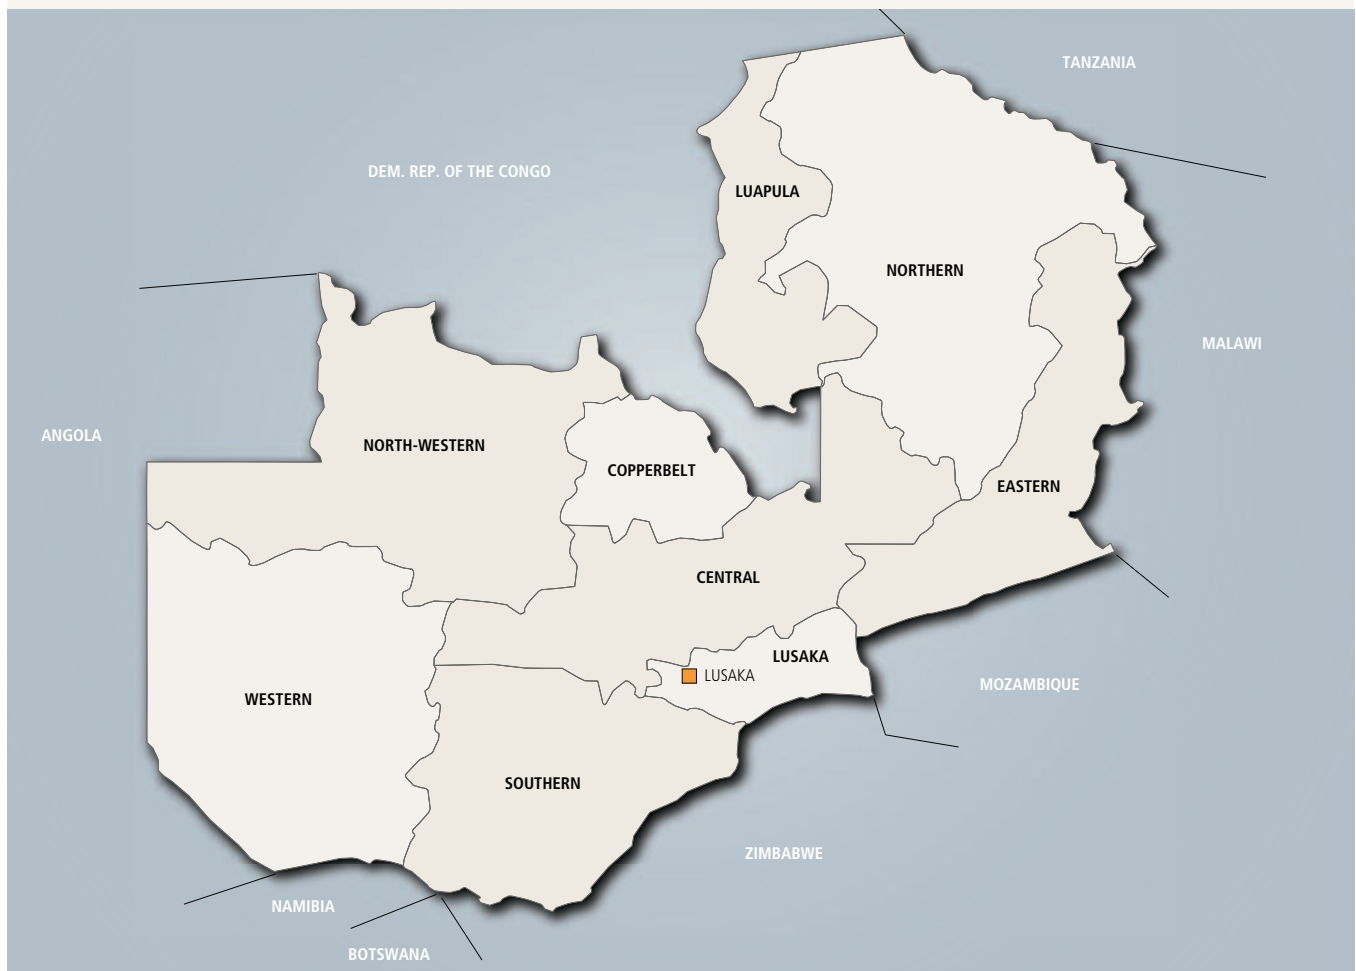 TANZANIA
DEM. REP. OF THE CONGO
LUAPULA
NORTHERN
MALAWI
ANGOLA
NORTH-WESTERN
COPPERBELT
EASTERN
CENTRAL
LUSAKA
LUSAKA
MOZAMBIQUE
WESTERN
SOUTHERN
ZIMBABWE
NAMIBIA
BOTSWANA